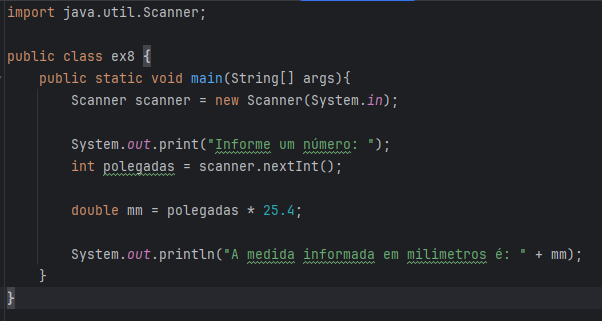 import java.util.Scanner;
public class ex8 {
public static void main(String[] args){
Scanner scanner = new Scanner(System.in);
System.out.print("Informe um número: ");
int polegadas = scanner.nextInt();
double mm = polegadas * 25.4;
System.out.println("A medida informada em milimetros é: " + mm);
}
}